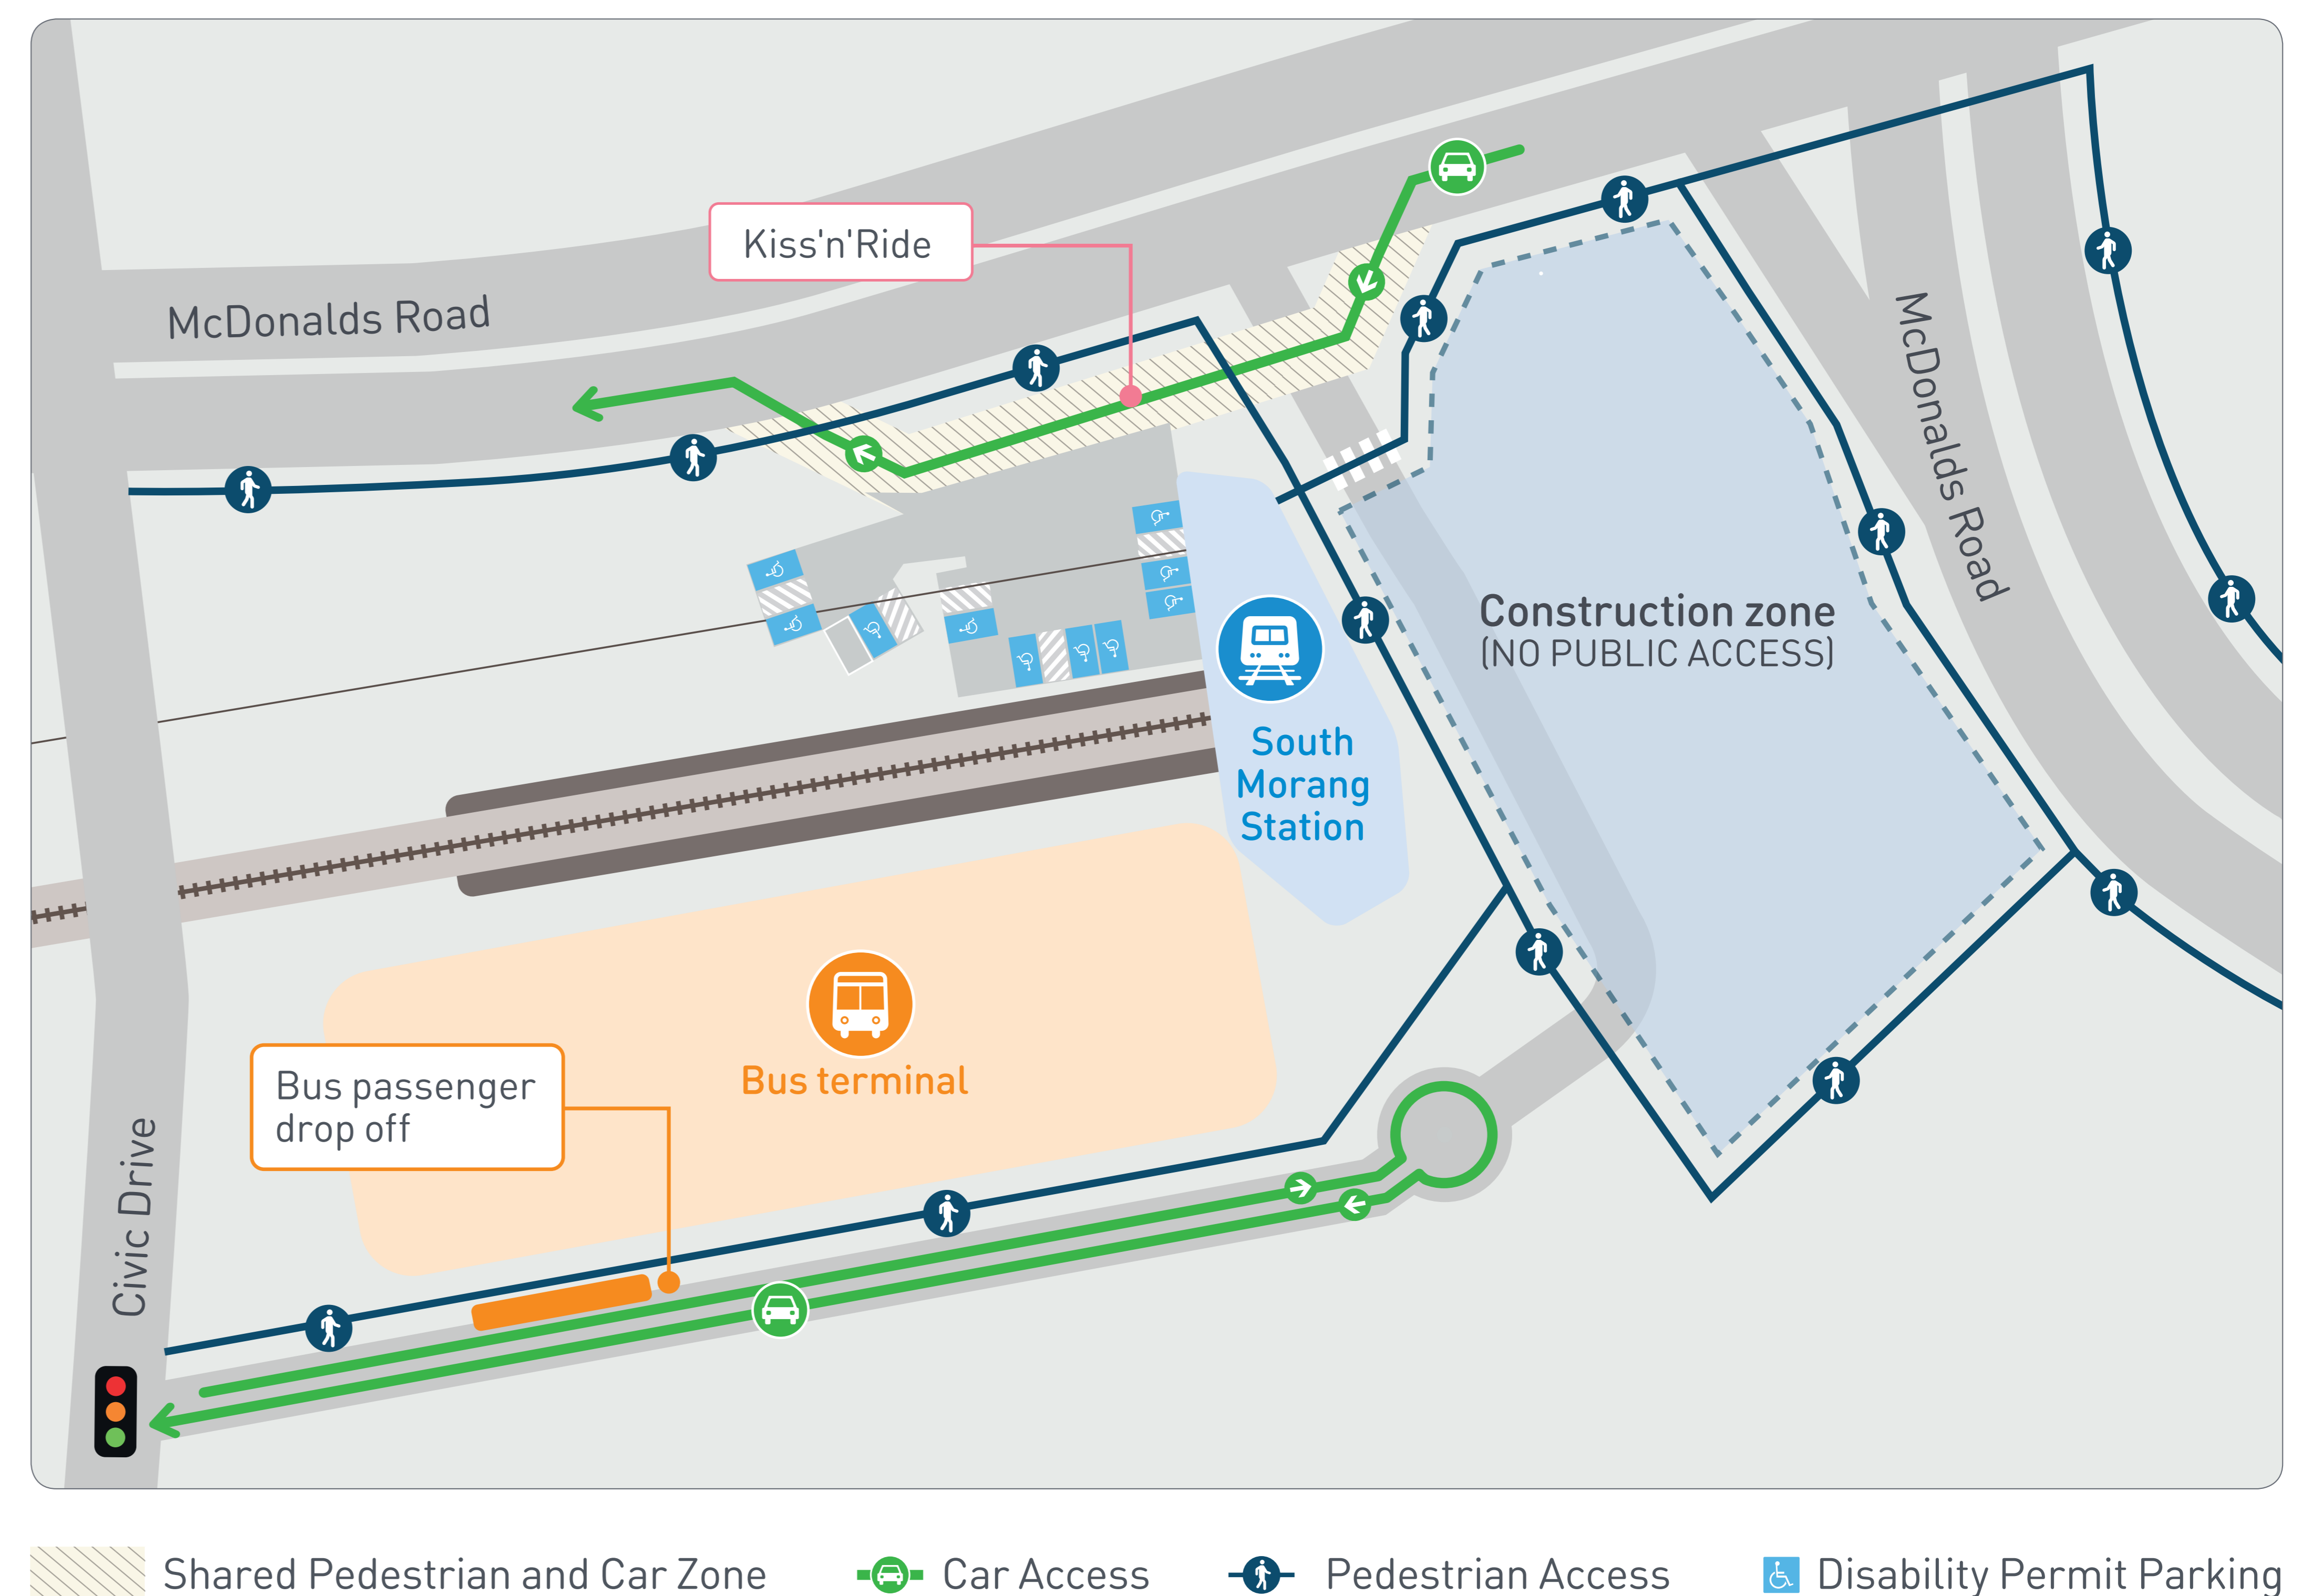 Kiss'n'Ride
McDonalds Road
McDonalds Road
Construction zone
(NO PUBLIC ACCESS)
South
Morang
Station
Bus terminal
Bus passenger
drop off
Civic Drive
Shared Pedestrian and Car Zone
Car Access
Pedestrian Access
Disability Permit Parking